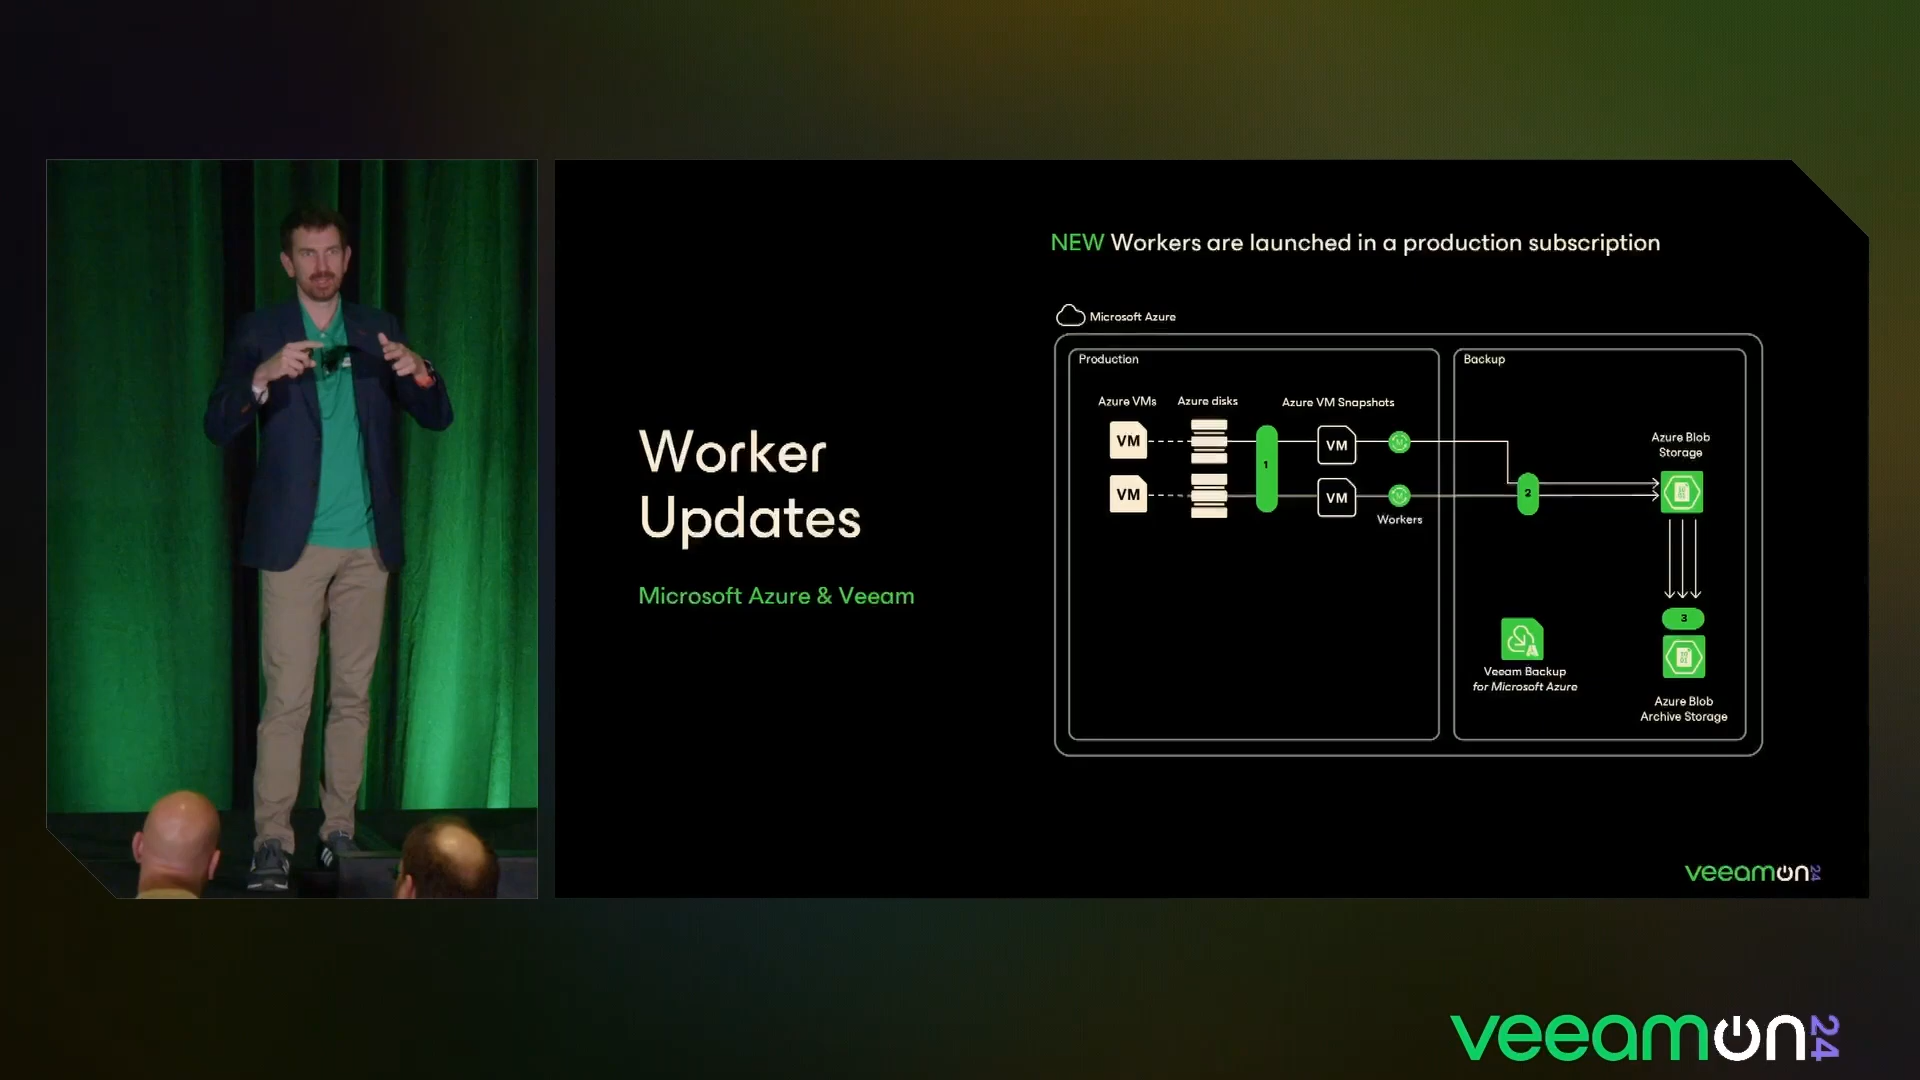 NEW Workers are launched in a production subscription
Worker
Updates
Microsoft Azure & Veeam
Microsoft Azure
Production
Azure VMs
Azure disks
Azure VM Snapshots
VM
VM
1
VM
VM
Workers
Backup
2
Azure Blob
Storage
3
Veeam Backup
for Microsoft Azure
Azure Blob
Archive Storage
veeamon24
veeamon24